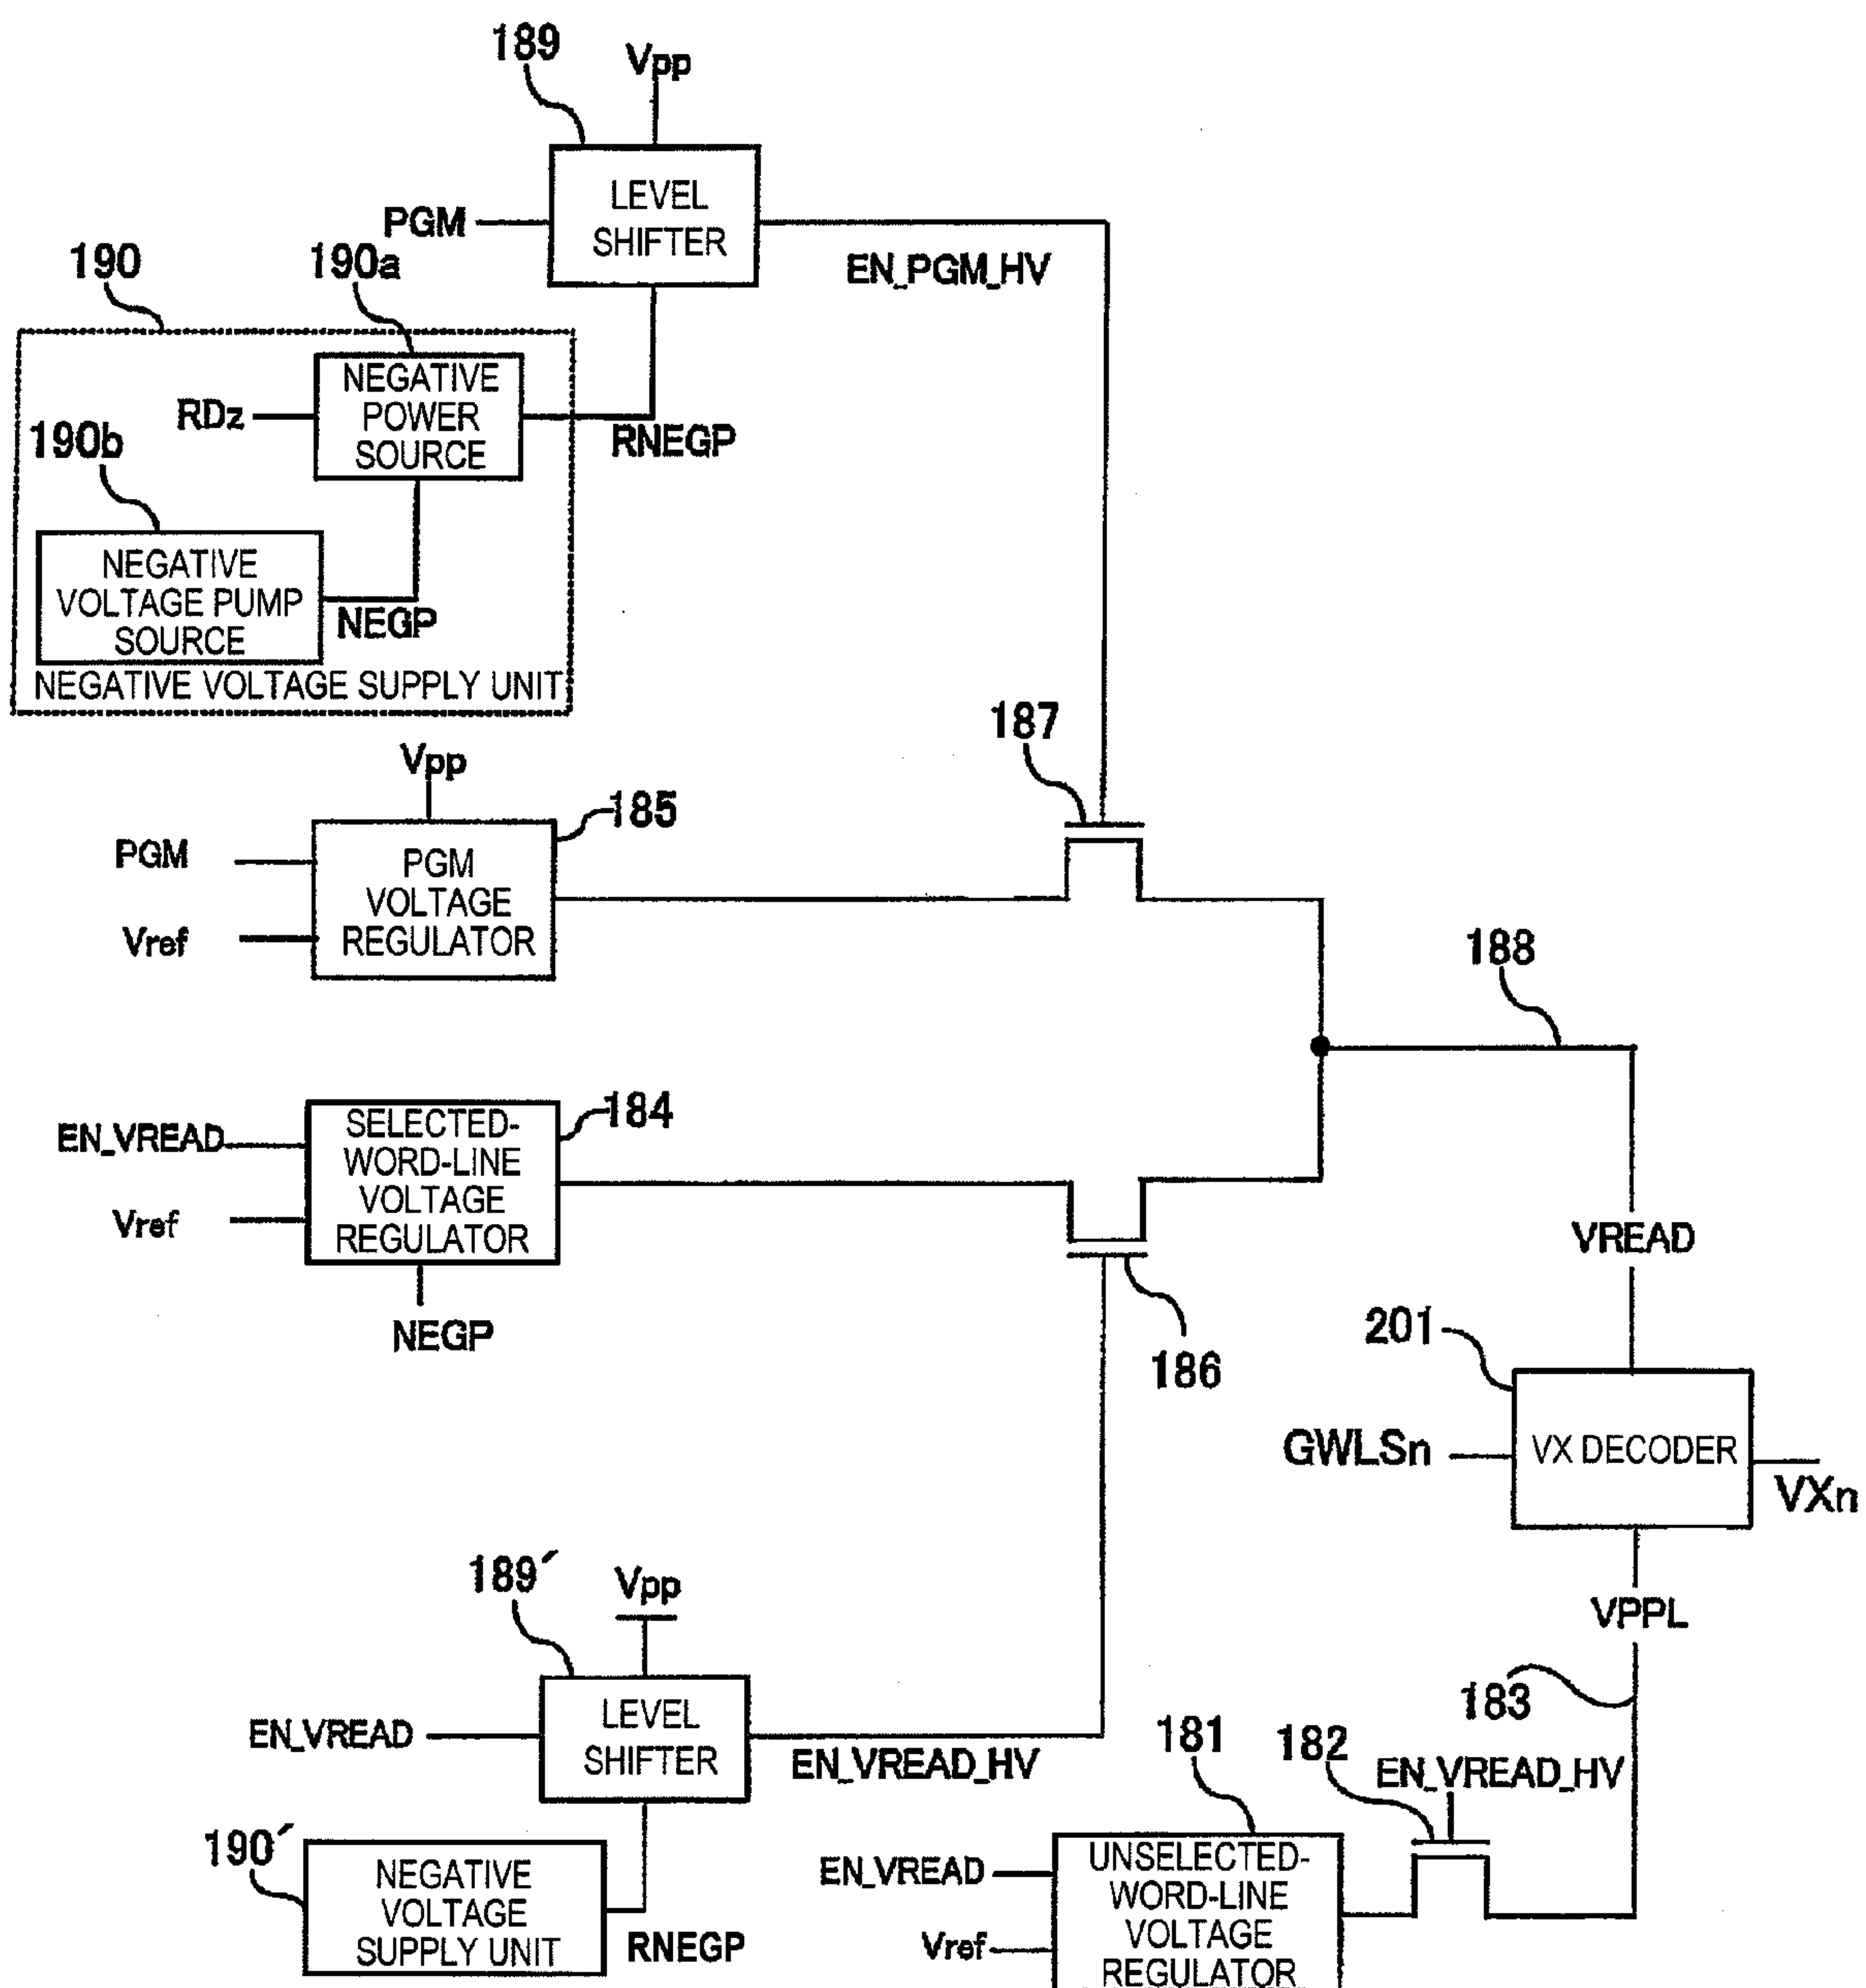 189
Vpp
LEVEL
SHIFTER
PGM
EN_PGM_HV
190
190a
NEGATIVE
POWER
SOURCE
RDz
RNEGP
190b
NEGATIVE
VOLTAGE PUMP
SOURCE
NEGP
NEGATIVE VOLTAGE SUPPLY UNIT
187
Vpp
185
PGM
PGM
VOLTAGE
REGULATOR
Vref
188
184
EN_VREAD
SELECTED-
WORD-LINE
VOLTAGE
REGULATOR
Vref
NEGP
186
VREAD
201
GWLSn
VX DECODER
VXn
VPPL
183
189´
Vpp
LEVEL
SHIFTER
EN_VREAD
EN_VREAD_HV
190´
NEGATIVE
VOLTAGE
SUPPLY UNIT
RNEGP
181
182
EN_VREAD_HV
EN_VREAD
UNSELECTED-
WORD-LINE
VOLTAGE
REGULATOR
Vref